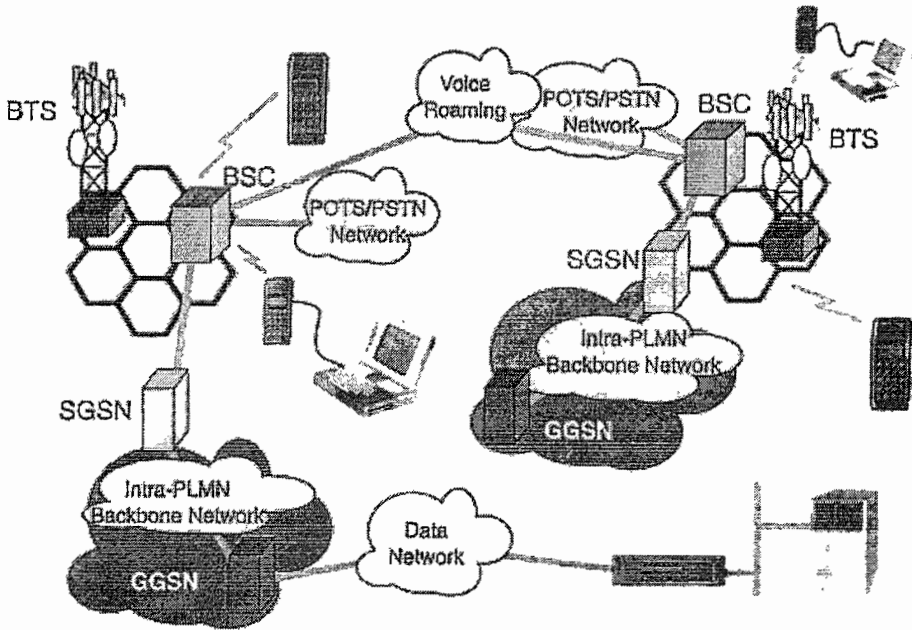 Voice
Roaming
POTS/PSTN
Network
BSC
BTS
BTS
BSC
POTS/PSTN
Network
SGSN
Intra-PLMN
Backbone Network
GGSN
SGSN
Intra-PLMN
Backbone Network
GGSN
Data
Network